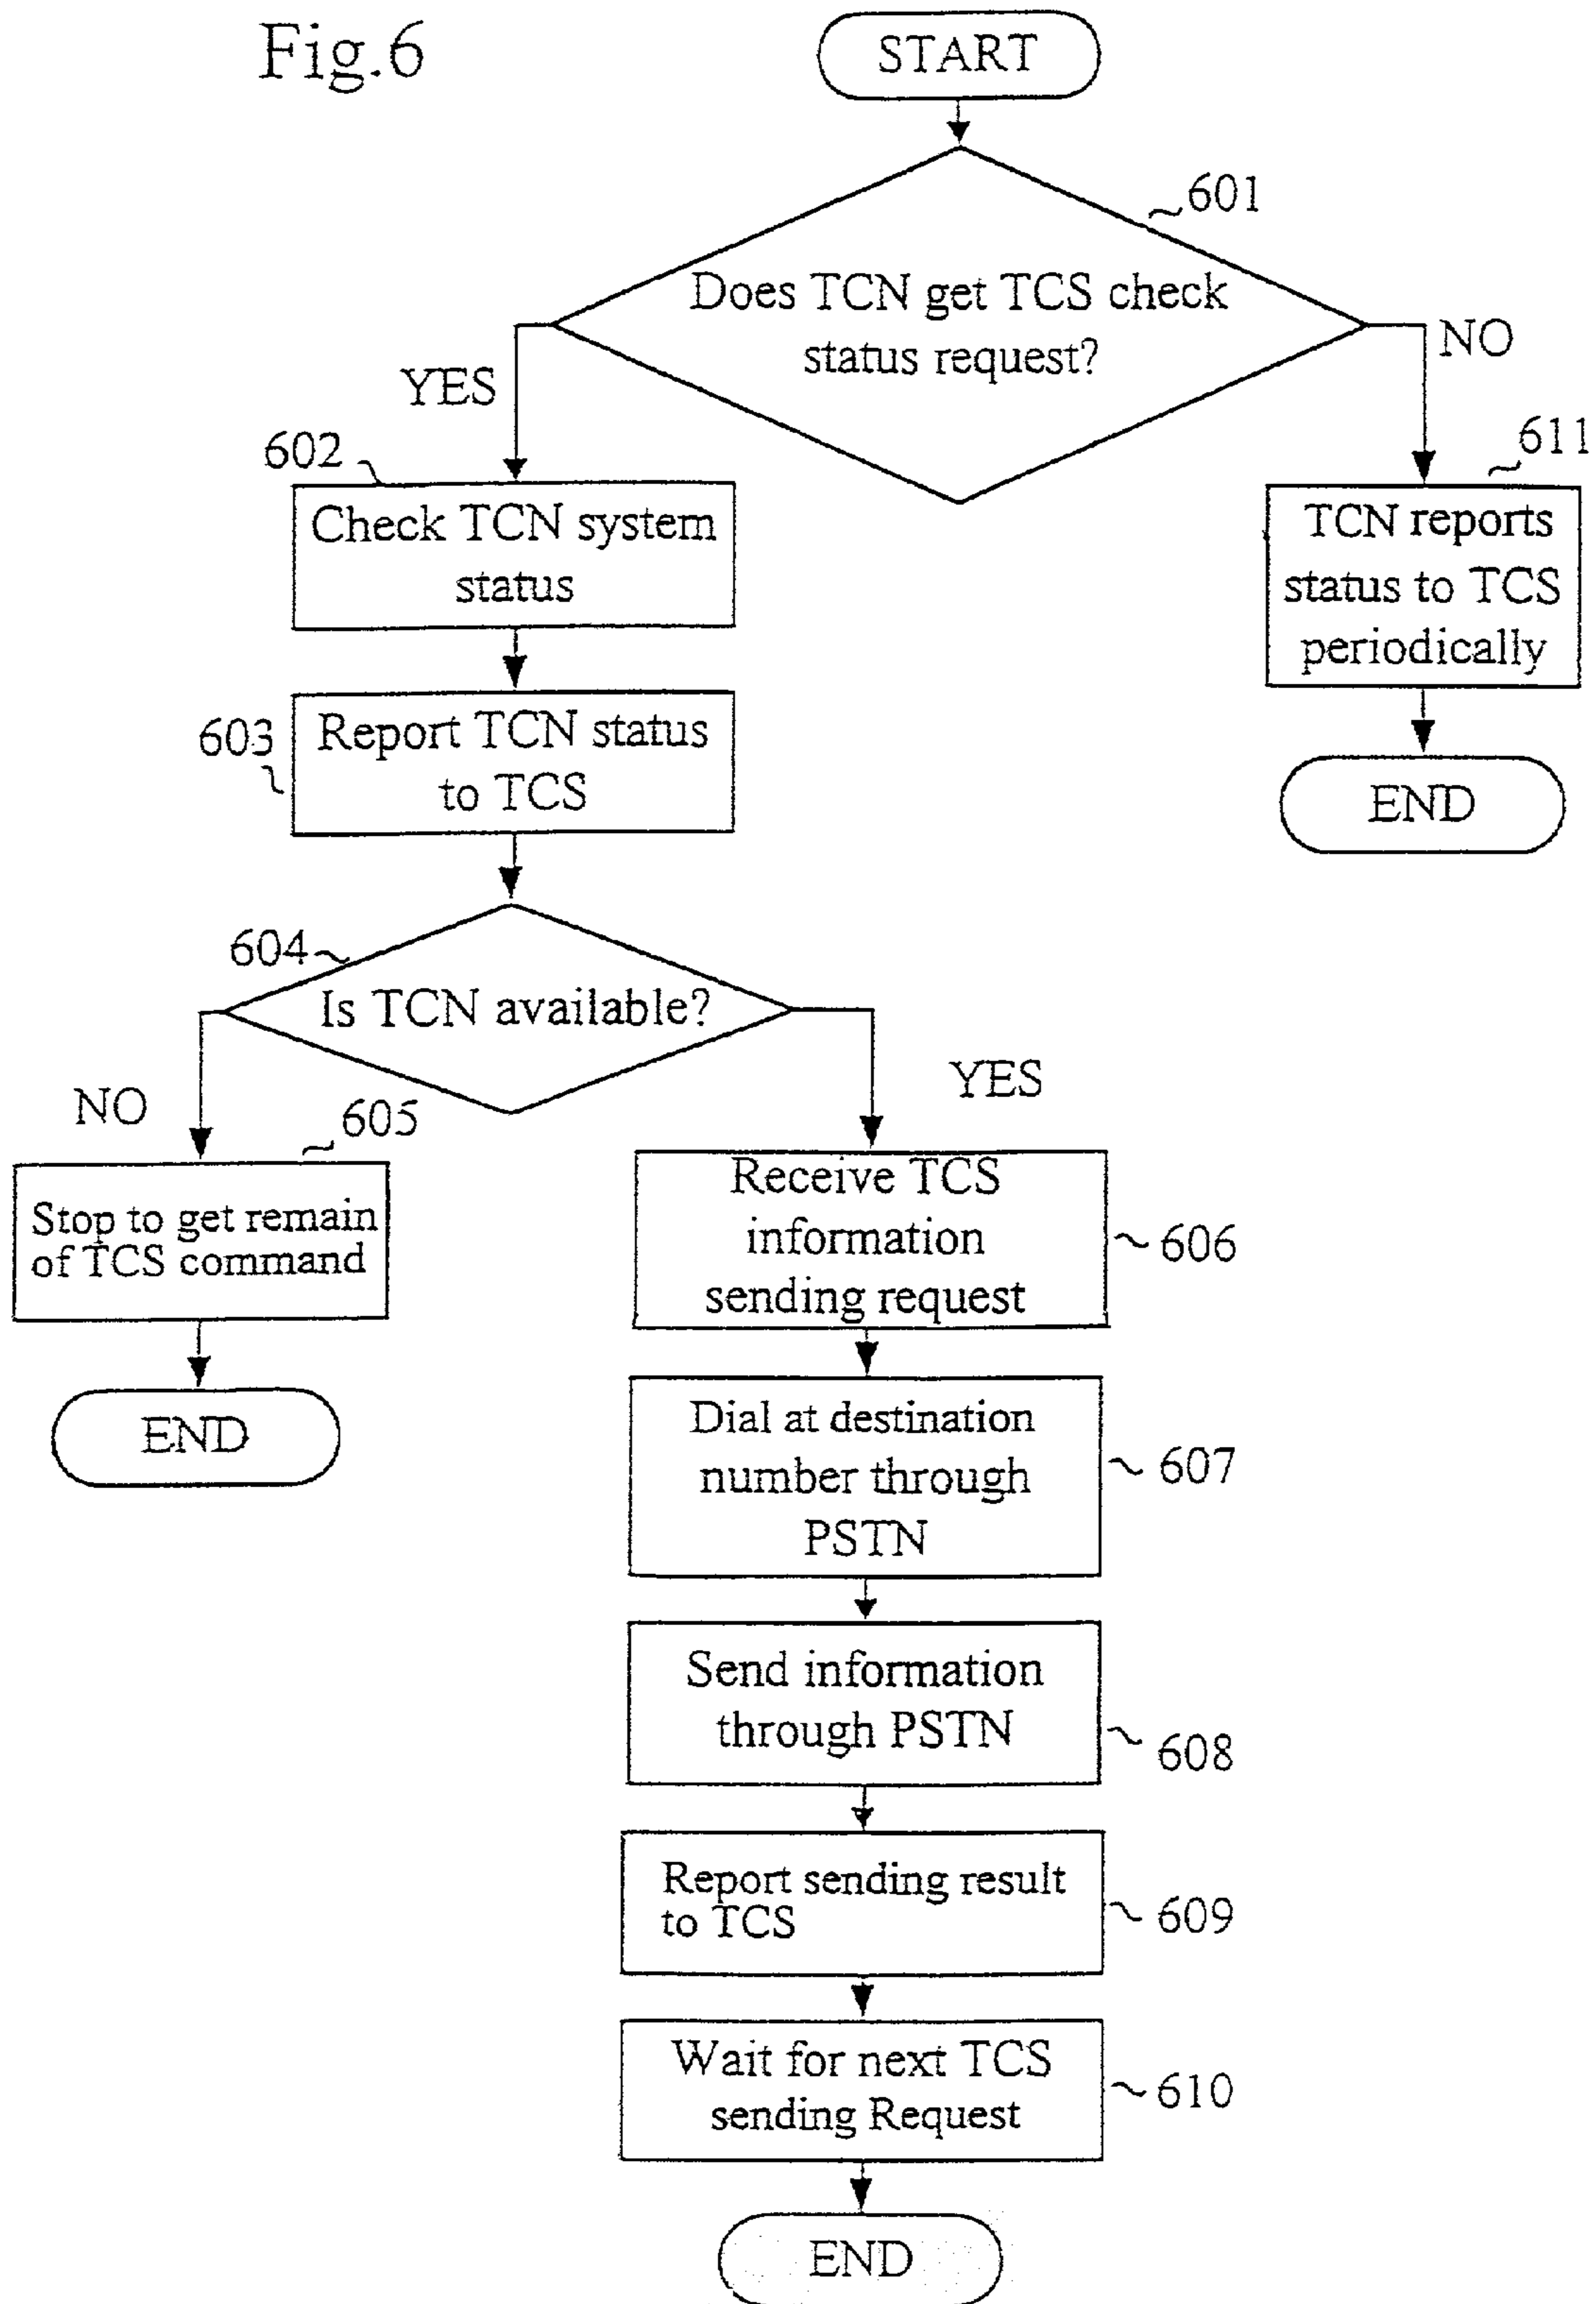 Fig.6
START
601
Does TCN get TCS check
status request?
YES
NO
602
Check TCN system
status
611
TCN reports
status to TCS
periodically
603
Report TCN status
to TCS
END
604
Is TCN available?
NO
YES
605
Stop to get remain
of TCS command
END
Receive TCS
information
sending request
606
Dial at destination
number through
PSTN
607
Send information
through PSTN
608
Report sending result
to TCS
609
Wait for next TCS
sending Request
610
END